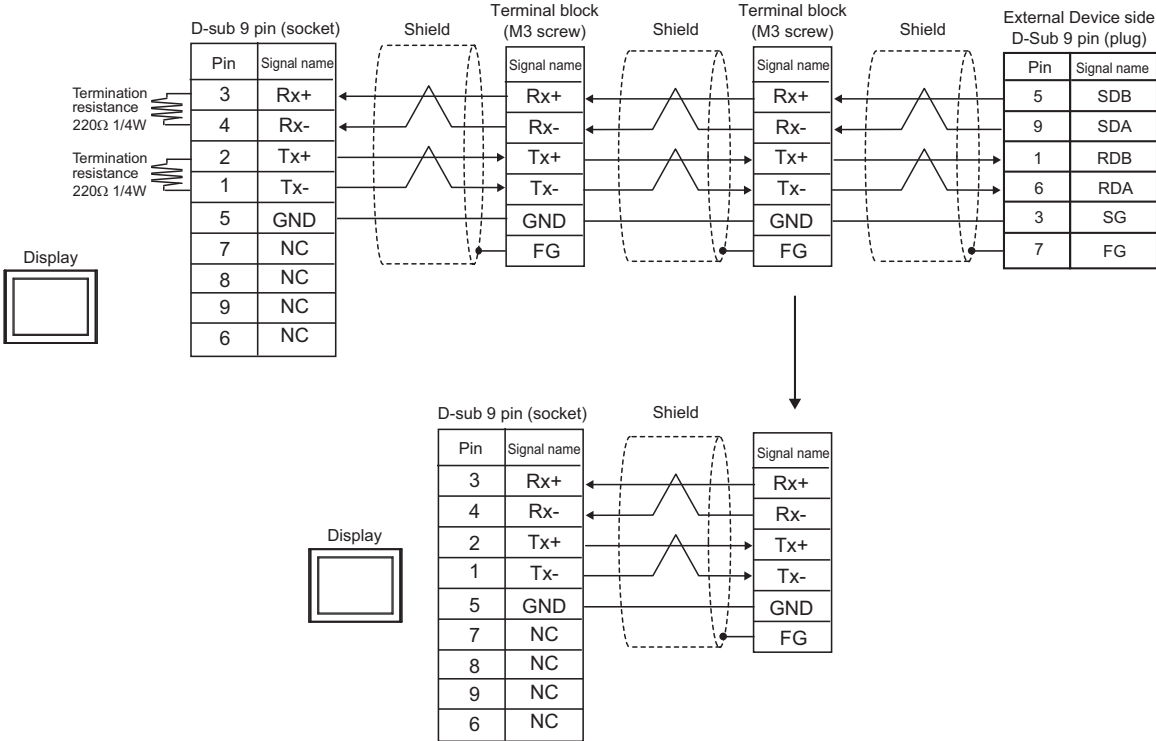 D-sub 9 pin (socket)
Shield
Terminal block
(M3 screw)
Shield
Terminal block
(M3 screw)
Shield
External Device side
D-Sub 9 pin (plug)
Pin Signal name
Signal name
Signal name
Pin Signal name
Termination
resistance
220Ω 1/4W
3 Rx+
Rx+
Rx+
5 SDB
4 Rx-
Rx-
Rx-
9 SDA
Termination
resistance
220Ω 1/4W
2 Tx+
Tx+
Tx+
1 RDB
1 Tx-
Tx-
Tx-
6 RDA
5 GND
GND
GND
3 SG
7 NC
FG
FG
7 FG
8 NC
9 NC
6 NC
Display
D-sub 9 pin (socket)
Shield
Pin Signal name
Signal name
3 Rx+
Rx+
4 Rx-
Rx-
2 Tx+
Tx+
1 Tx-
Tx-
5 GND
GND
7 NC
FG
8 NC
9 NC
6 NC
Display